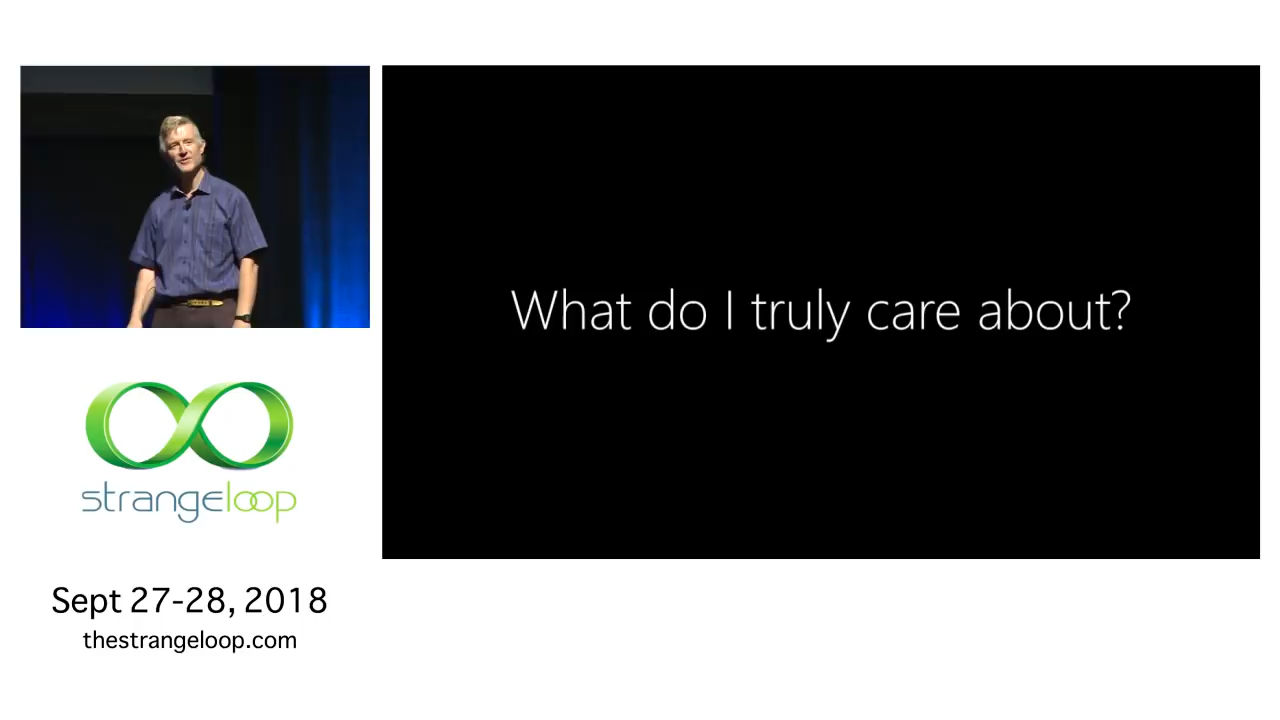 What do I truly care about?
strangeloop
Sept 27-28, 2018
thestrangeloop.com